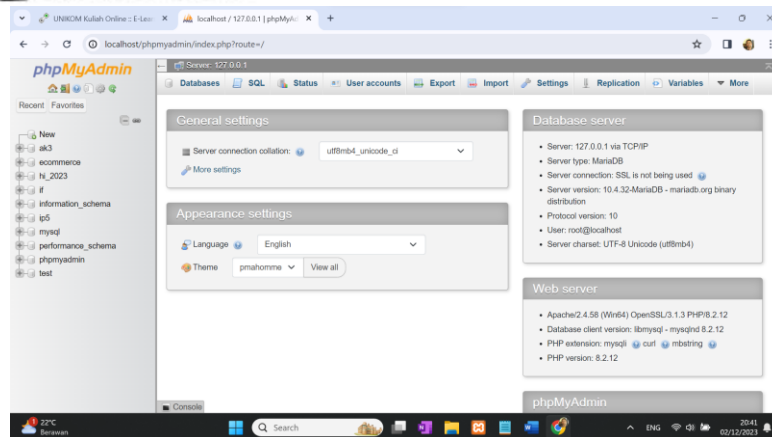 UNIKOM Kuliah Online :: E-Lear
localhost / 127.0.0.1 | phpMyAd
localhost/phpmyadmin/index.php?route=/
phpMyAdmin
Recent Favorites
New
ak3
ecommerce
hi_2023
if
information_schema
ip5
mysql
performance_schema
phpmyadmin
test
Server: 127.0.0.1
Databases SQL Status User accounts Export Import Settings Replication Variables More
General settings
Server connection collation: utf8mb4_unicode_ci
More settings
Appearance settings
Language English
Theme pmahomme View all
Database server
Server: 127.0.0.1 via TCP/IP
Server type: MariaDB
Server connection: SSL is not being used
Server version: 10.4.32-MariaDB - mariadb.org binary
distribution
Protocol version: 10
User: root@localhost
Server charset: UTF-8 Unicode (utf8mb4)
Web server
Apache/2.4.58 (Win64) OpenSSL/3.1.3 PHP/8.2.12
Database client version: libmysql - mysqlnd 8.2.12
PHP extension: mysqli curl mbstring
PHP version: 8.2.12
phpMyAdmin
Console
22°C
Berawan
Search
ENG
20:41
02/12/2023